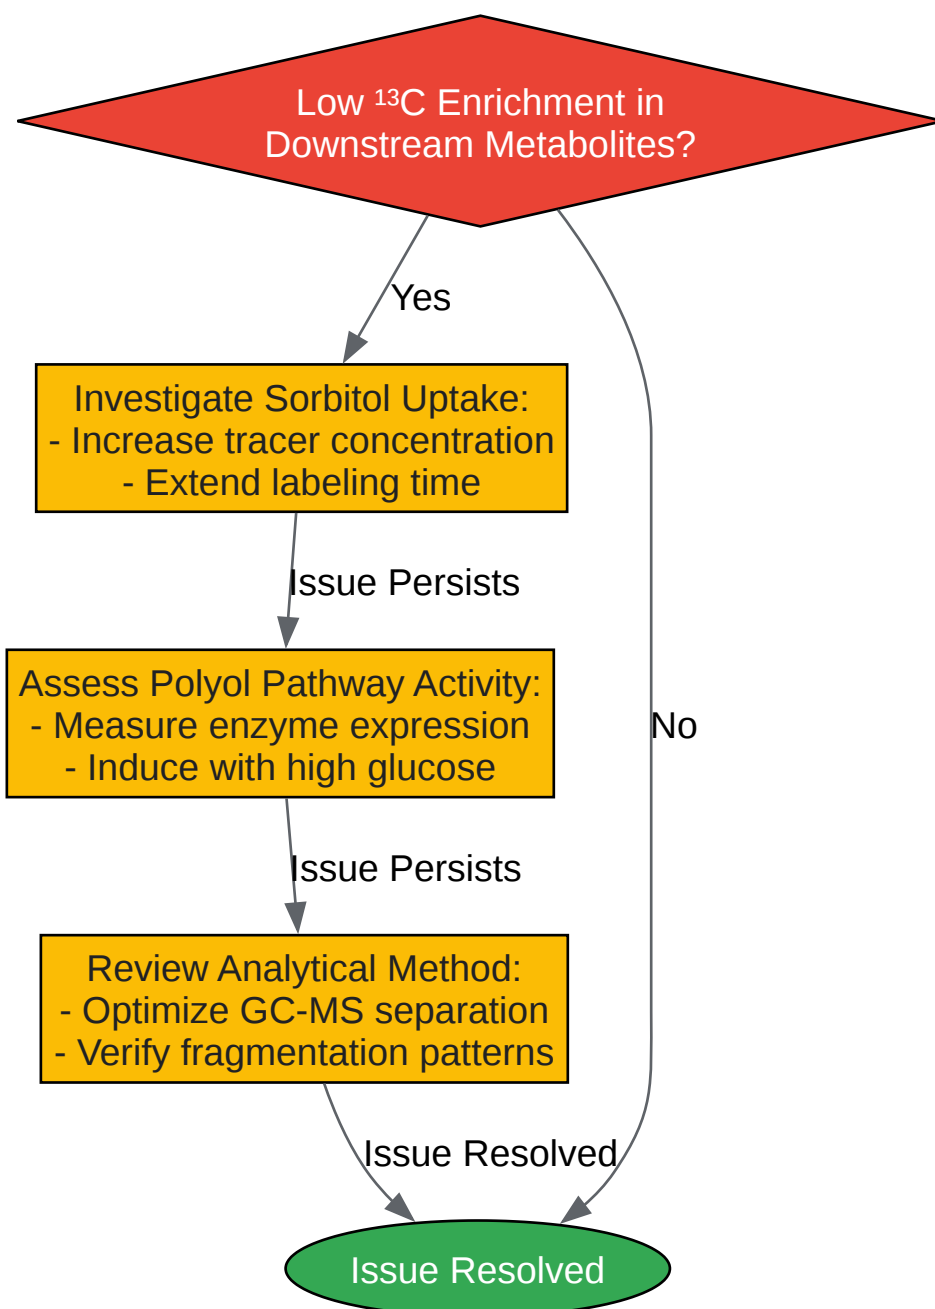 Low ¹³C Enrichment in
Downstream Metabolites?
Yes
Investigate Sorbitol Uptake:
- Increase tracer concentration
- Extend labeling time
Issue Persists
Assess Polyol Pathway Activity:
- Measure enzyme expression
- Induce with high glucose
No
Issue Persists
Review Analytical Method:
- Optimize GC-MS separation
- Verify fragmentation patterns
Issue Resolved
Issue Resolved